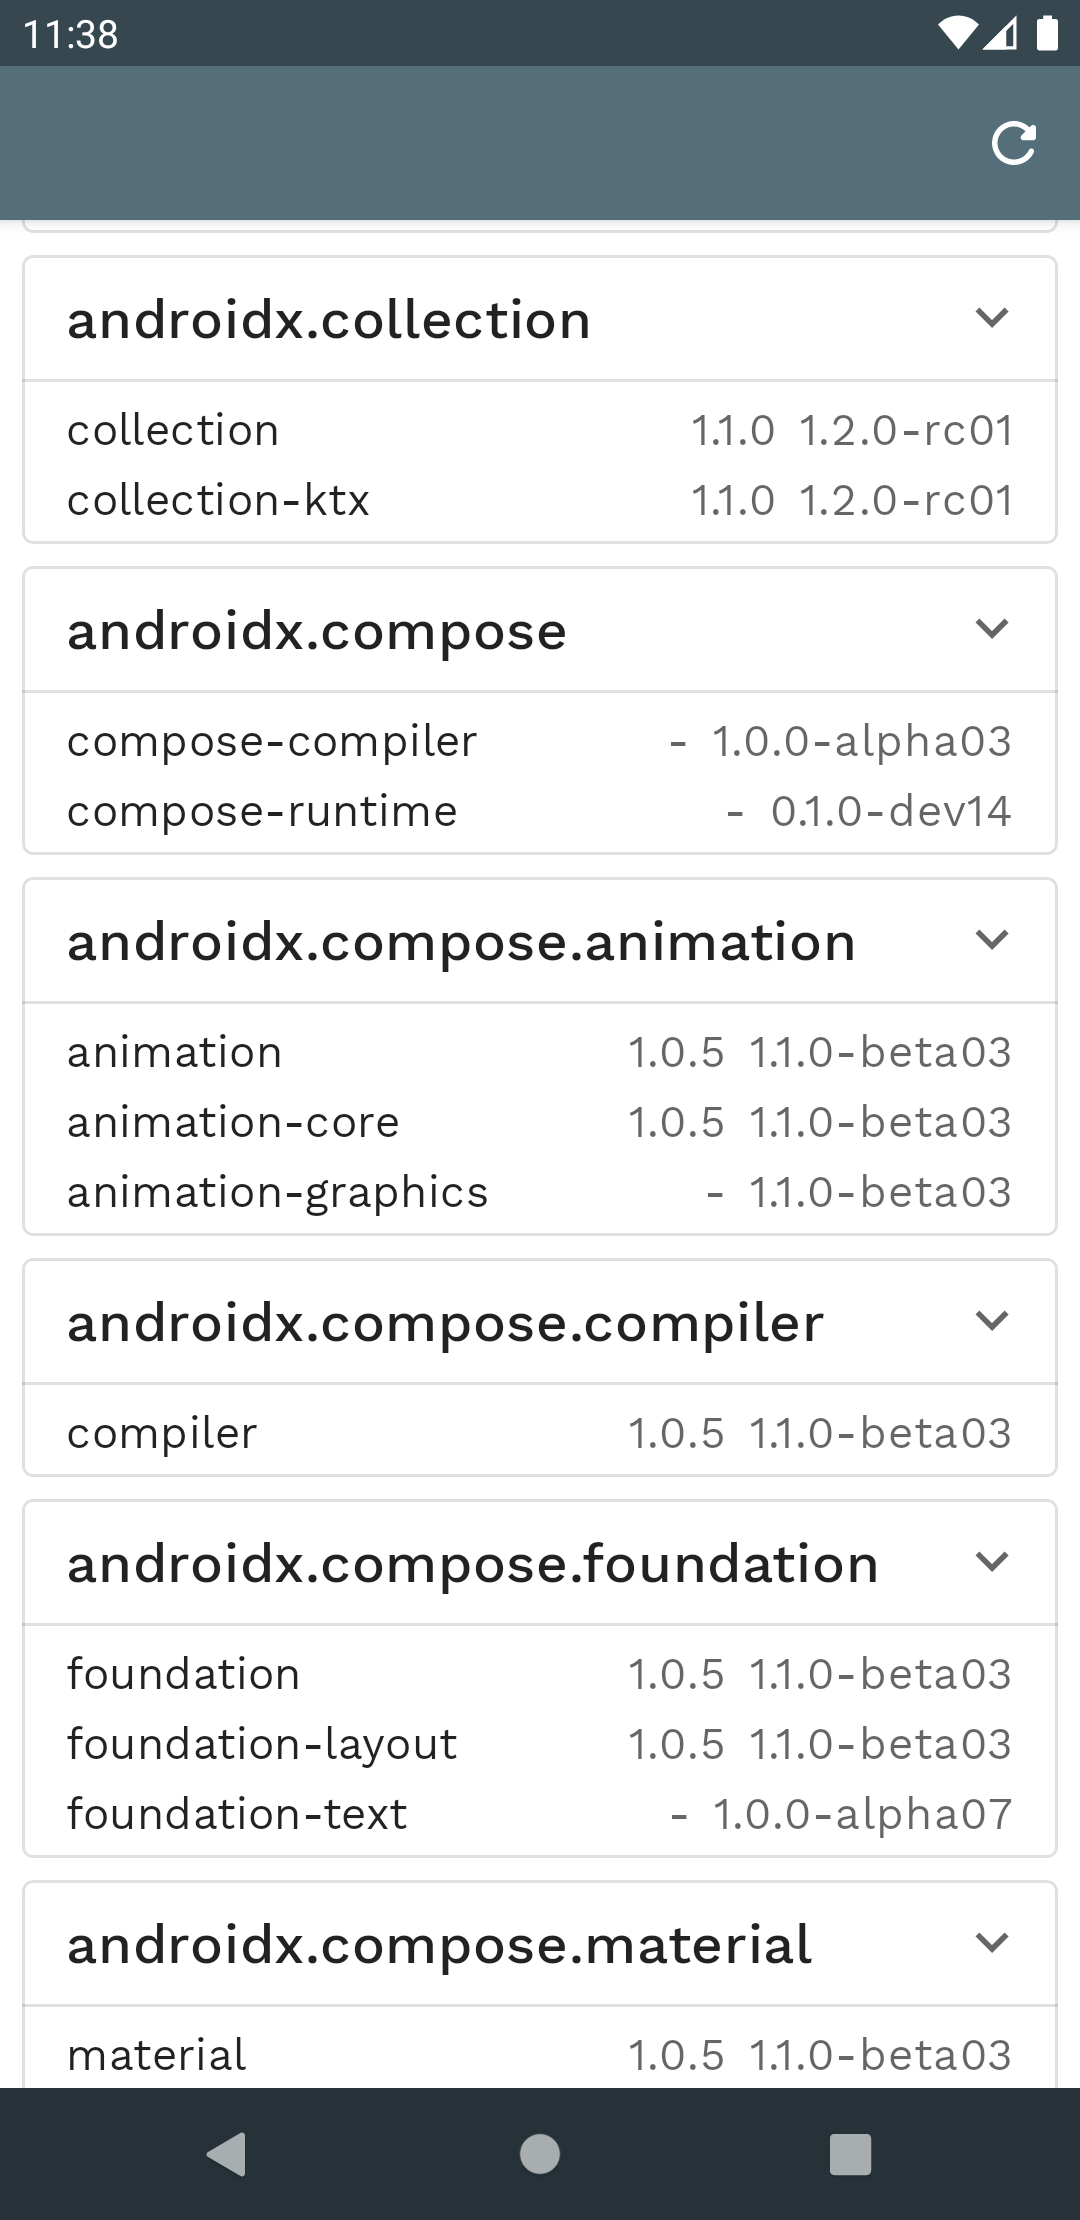 11:38
androidx.collection
collection 1.1.0 1.2.0-rc01
collection-ktx 1.1.0 1.2.0-rc01
androidx.compose
compose-compiler - 1.0.0-alpha03
compose-runtime - 0.1.0-dev14
androidx.compose.animation
animation 1.0.5 1.1.0-beta03
animation-core 1.0.5 1.1.0-beta03
animation-graphics - 1.1.0-beta03
androidx.compose.compiler
compiler 1.0.5 1.1.0-beta03
androidx.compose.foundation
foundation 1.0.5 1.1.0-beta03
foundation-layout 1.0.5 1.1.0-beta03
foundation-text - 1.0.0-alpha07
androidx.compose.material
material 1.0.5 1.1.0-beta03